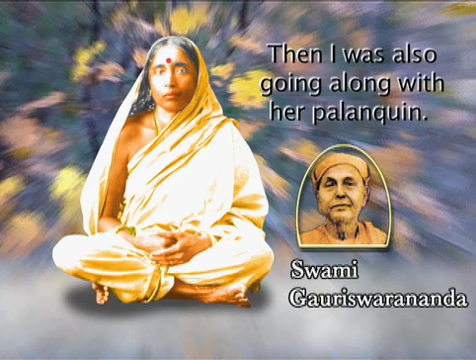 Then I was also
going along with
her palanquin.
Swami
Gauriswarananda